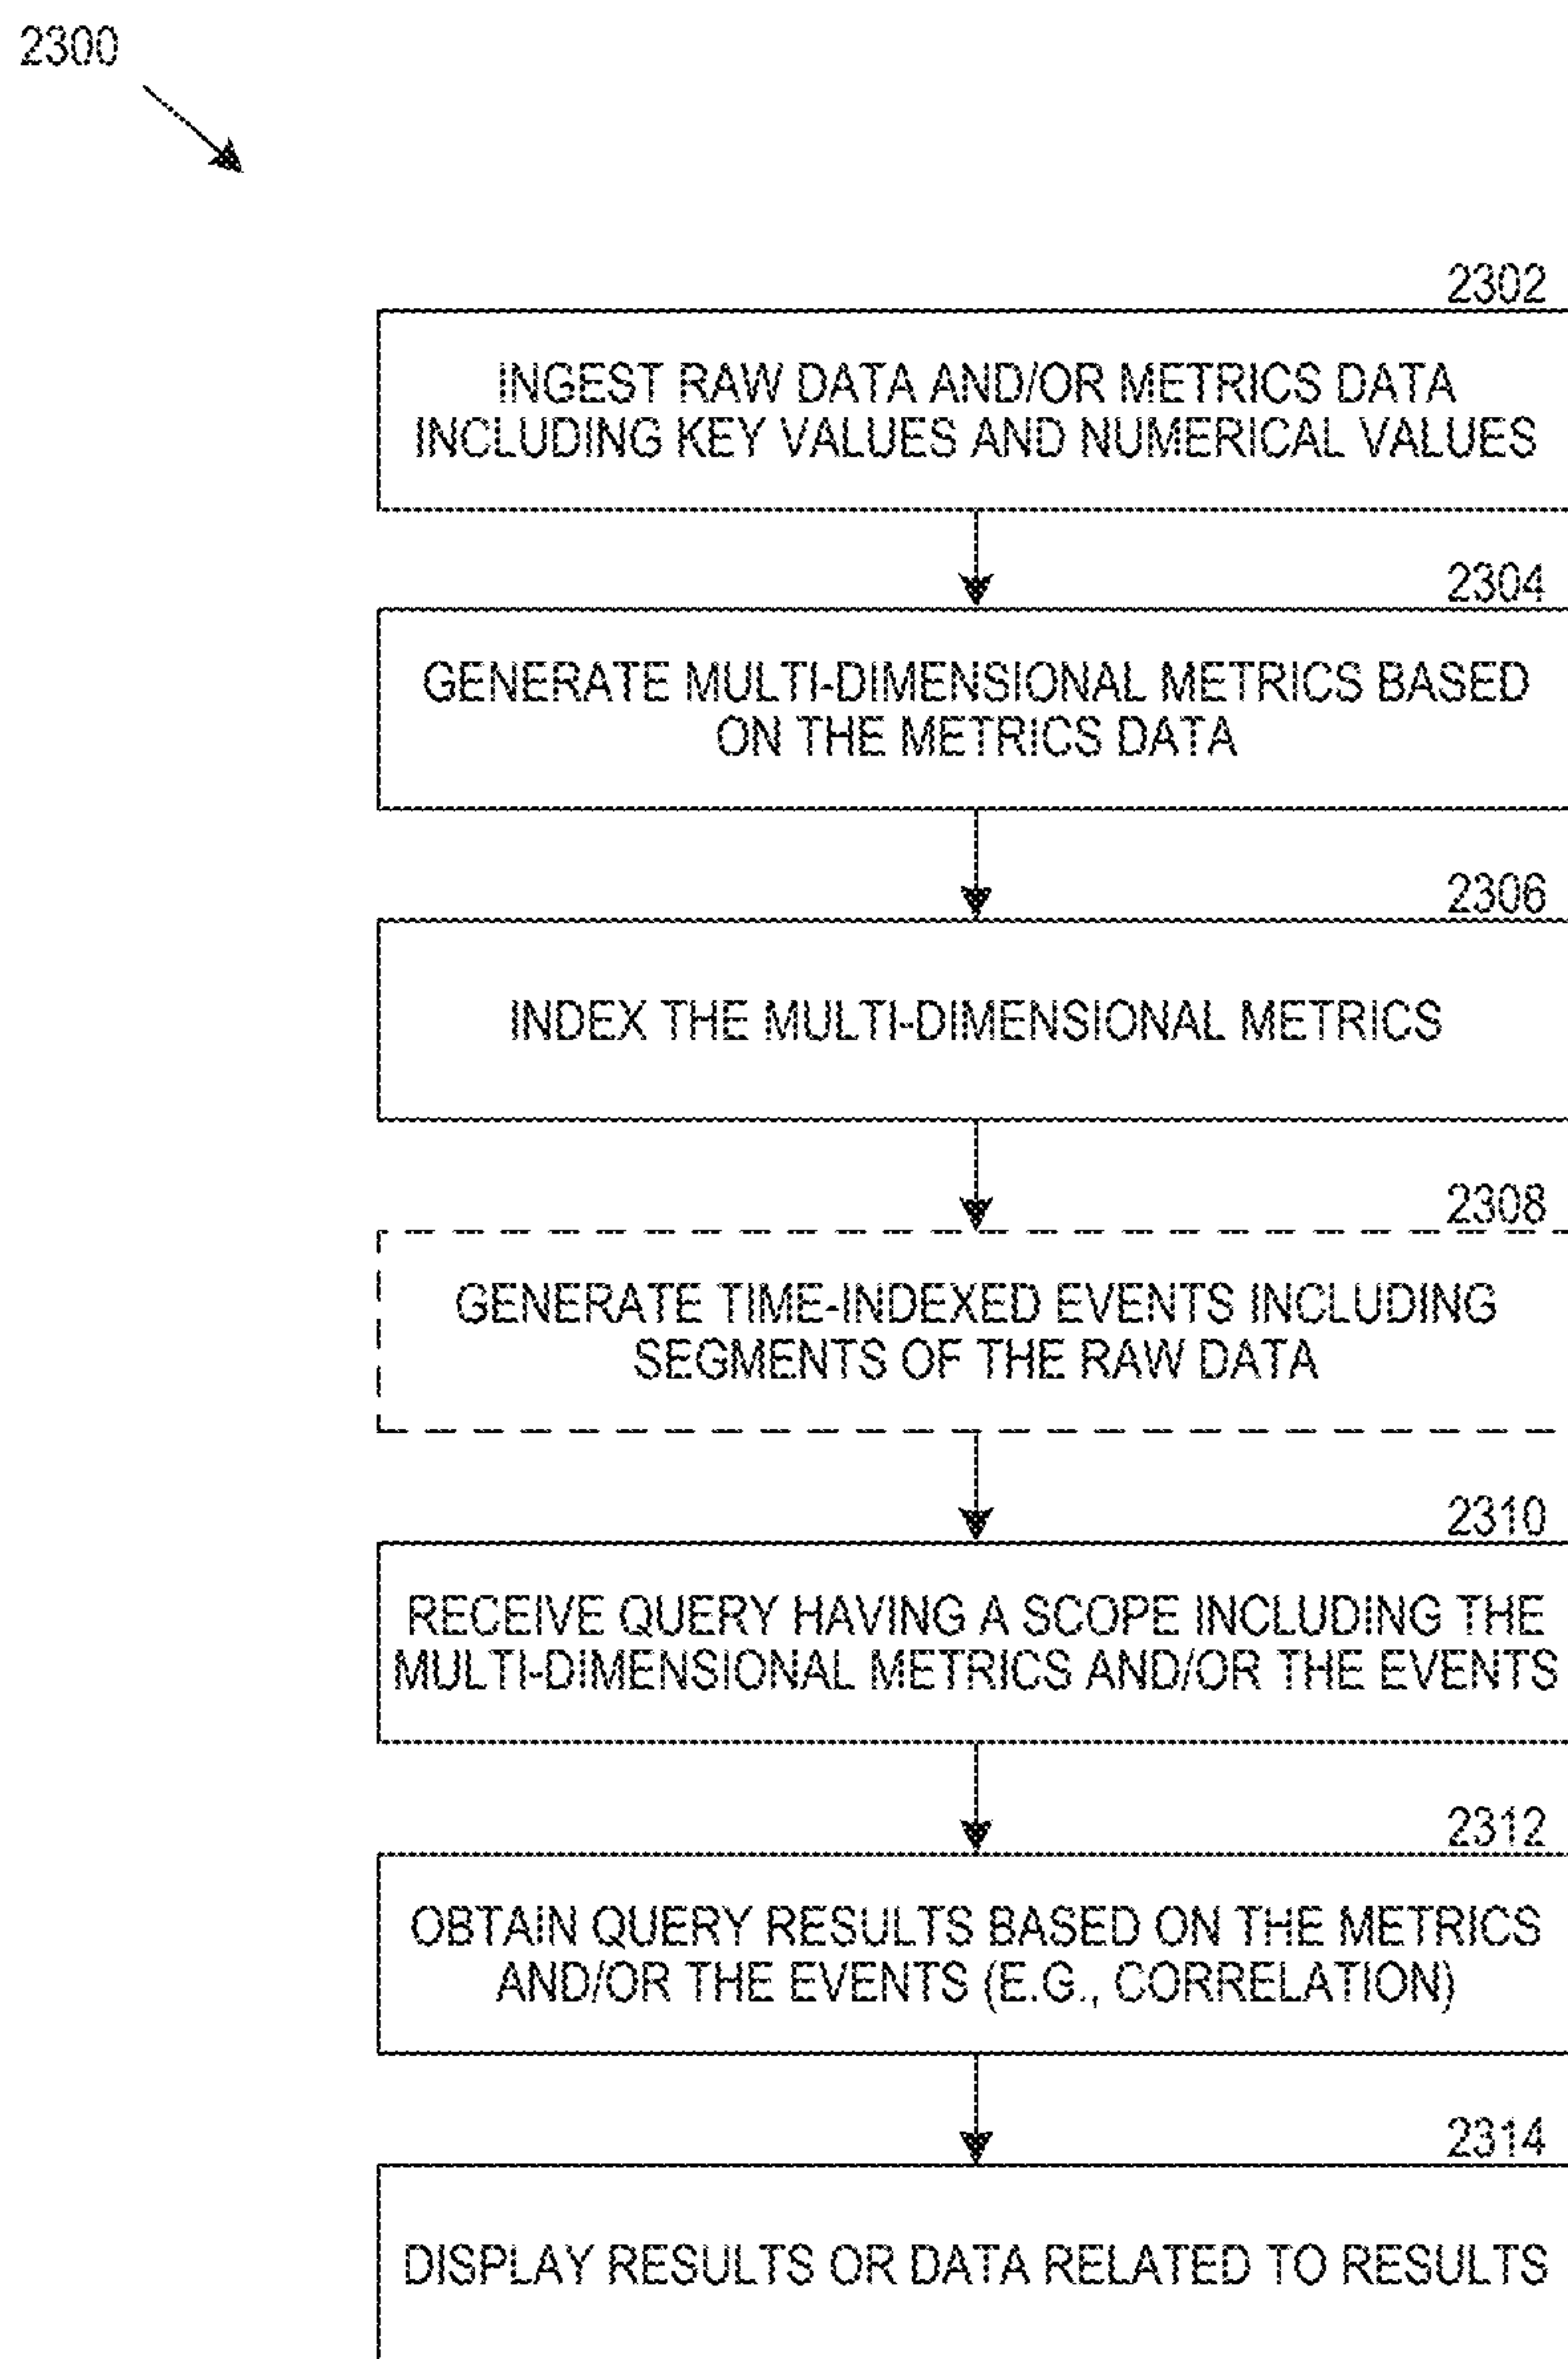 2300
2302
INGEST RAW DATA AND/OR METRICS DATA
INCLUDING KEY VALUES AND NUMERICAL VALUES
2304
GENERATE MULTI-DIMENSIONAL METRICS BASED
ON THE METRICS DATA
2306
INDEX THE MULTI-DIMENSIONAL METRICS
2308
GENERATE TIME-INDEXED EVENTS INCLUDING
SEGMENTS OF THE RAW DATA
2310
RECEIVE QUERY HAVING A SCOPE INCLUDING THE
MULTI-DIMENSIONAL METRICS AND/OR THE EVENTS
2312
OBTAIN QUERY RESULTS BASED ON THE METRICS
AND/OR THE EVENTS (E.G., CORRELATION)
2314
DISPLAY RESULTS OR DATA RELATED TO RESULTS